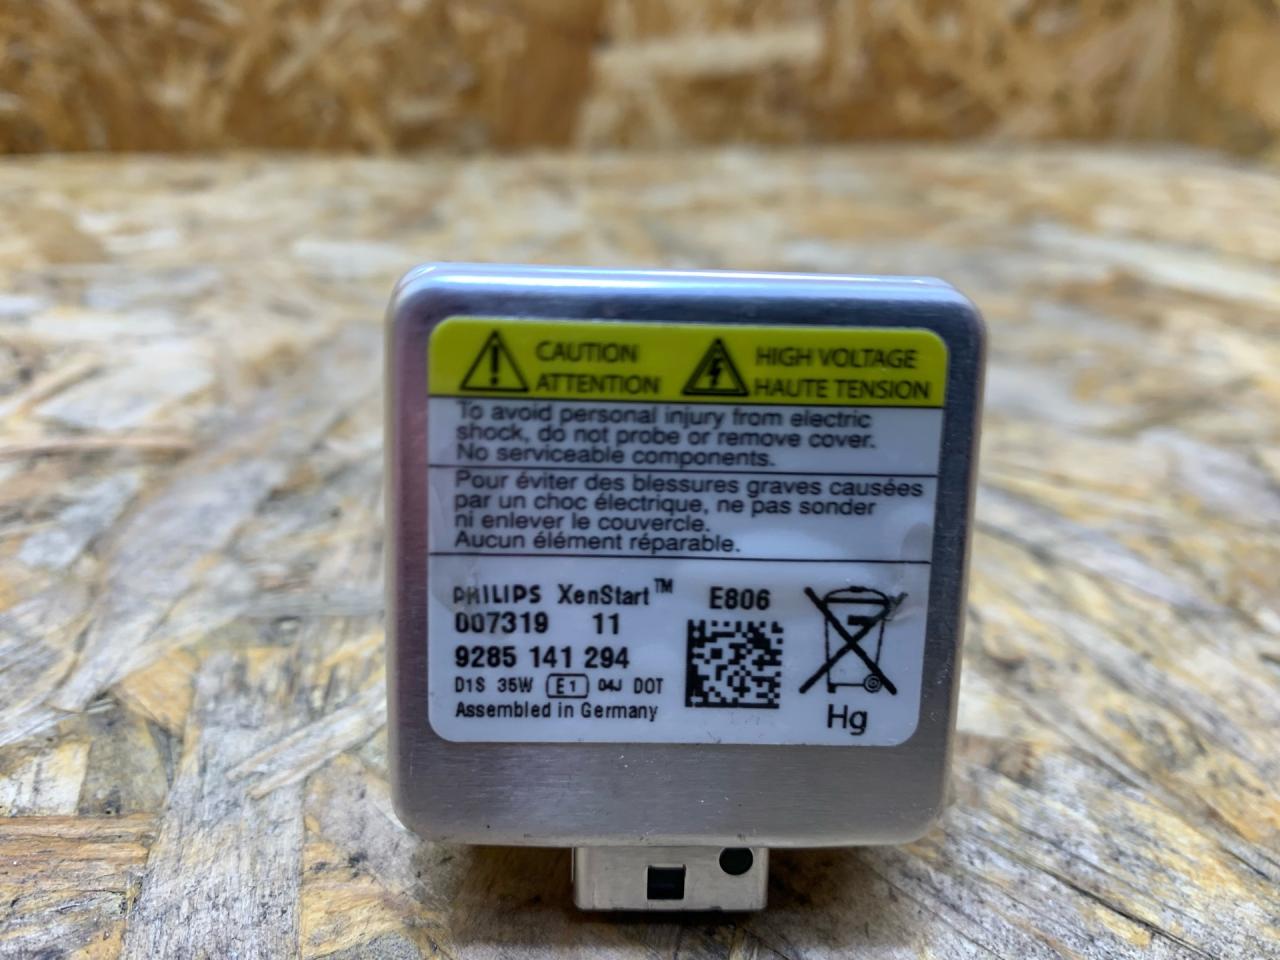 CAUTION
ATTENTION
HIGH VOLTAGE
HAUTE TENSION
To avoid personal injury from electric
shock, do not probe or remove cover.
No serviceable components.
Pour éviter des blessures graves causées
par un choc électrique, ne pas sonder
ni enlever le couvercle.
Aucun élément réparable.
PHILIPS XenStart™ E806
007319 11
9285 141 294
D1S 35W E1 04J DOT
Assembled in Germany
Hg